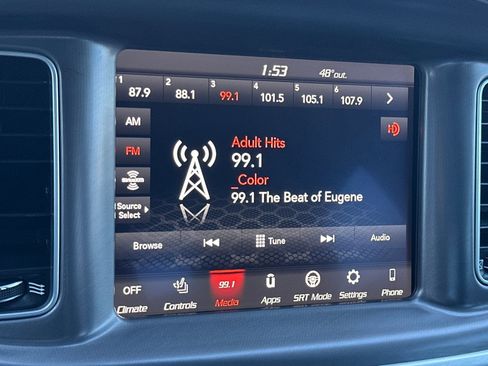 1:53 48° out.
1 2 3 4 5 6
87.9 88.1 99.1 101.5 105.1 107.9
AM
FM
Adult Hits
99.1
_Color
99.1 The Beat of Eugene
Source
Select
Browse Tune Audio
OFF 99.1
Climate Controls Media Apps SRT Mode Settings Phone